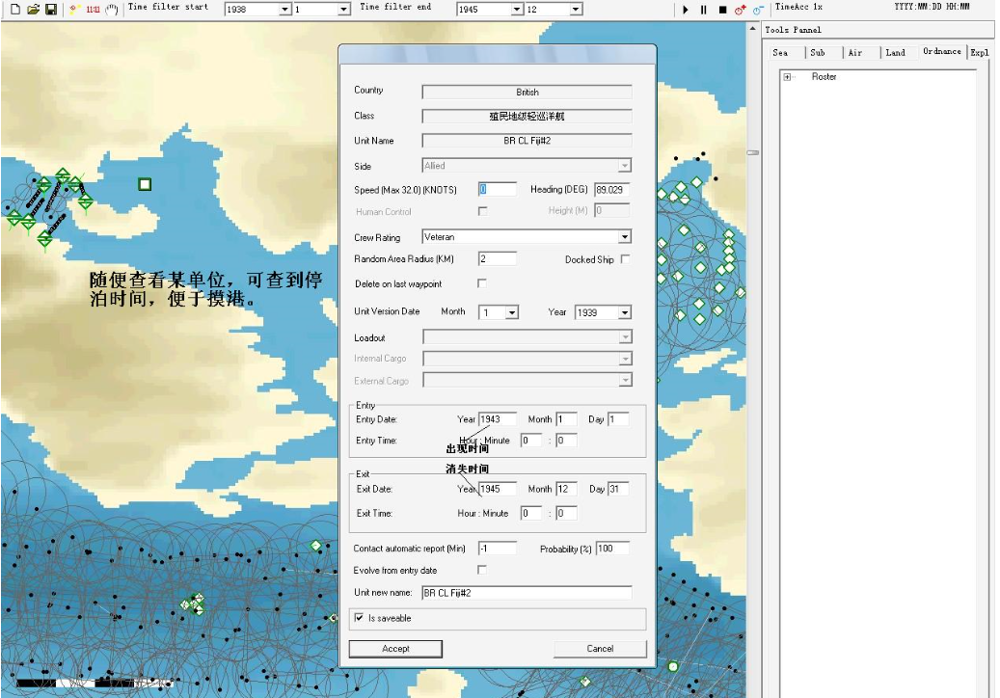 Time filter start 1938 1 Time filter end 1945 12 TimeAcc 1x YYYY:MM:DD HH:MM
Tools Pannel
Sea Sub Air Land Ordnance Expl
Roster
Country British
Class 殖民地级轻巡洋舰
Unit Name BR CL Fiji#2
Side Allied
Speed (Max 32.0) (KNOTS) 0 Heading (DEG) 89.029
Human Control Height (M) 0
Crew Rating Veteran
Random Area Radius (KM) 2 Docked Ship
Delete on last waypoint
Unit Version Date Month 1 Year 1939
Loadout
Internal Cargo
External Cargo
Entry
Entry Date: Year 1943 Month 1 Day 1
Entry Time: Hour : Minute 0 : 0
出现时间
消失时间
Exit
Exit Date: Year 1945 Month 12 Day 31
Exit Time: Hour : Minute 0 : 0
Contact automatic report (Min) -1 Probability (%) 100
Evolve from entry date
Unit new name: BR CL Fiji#2
Is saveable
Accept Cancel
随便查看某单位，可查到停
泊时间，便于摸港。